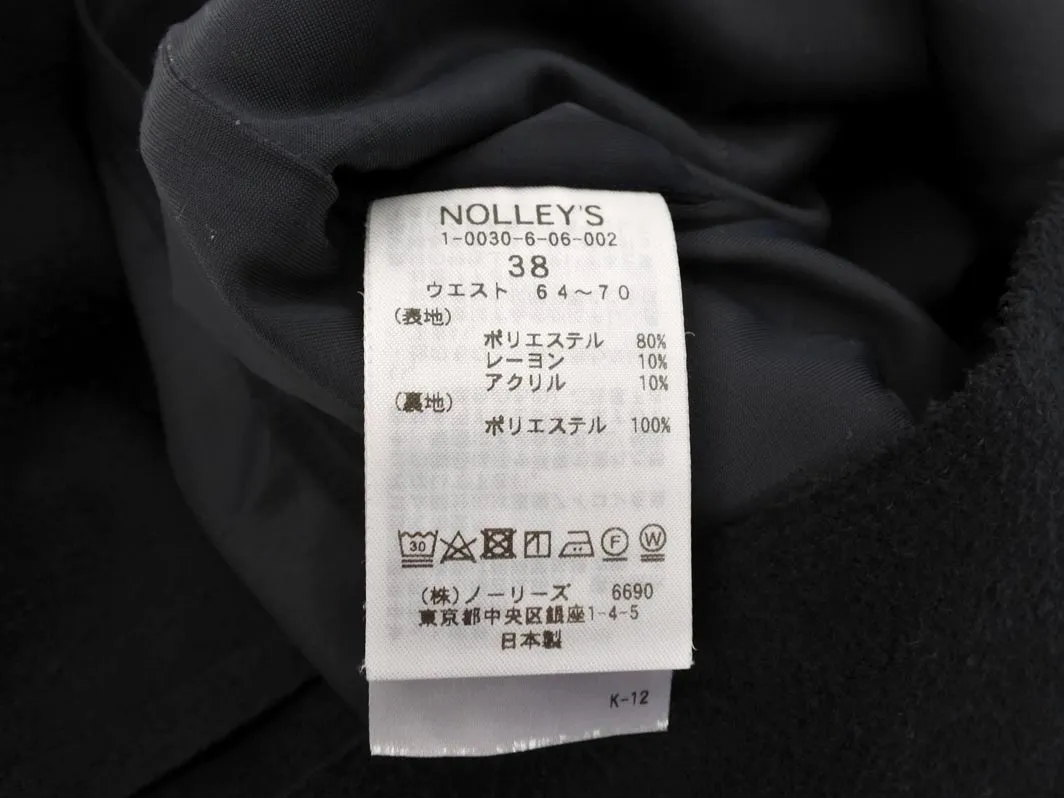 NOLLEY'S
1-0030-6-06-002
38
ウエスト 64～70
(表地)
ポリエステル 80%
レーヨン 10%
アクリル 10%
(裏地)
ポリエステル 100%
30 F W
(株)ノーリーズ 6690
東京都中央区銀座1-4-5
日本製
K-12